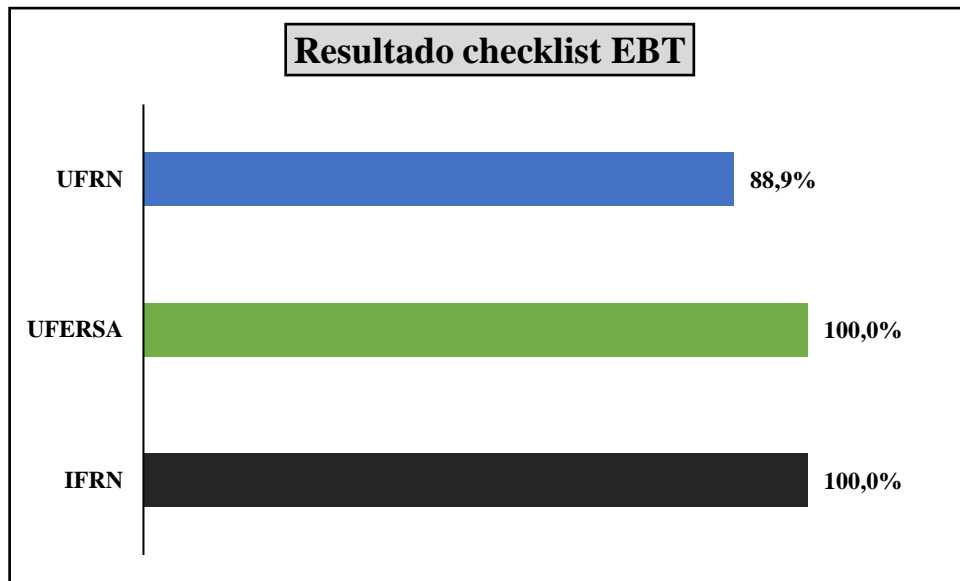 Resultado checklist EBT
UFRN 88,9%
UFERSA 100,0%
IFRN 100,0%